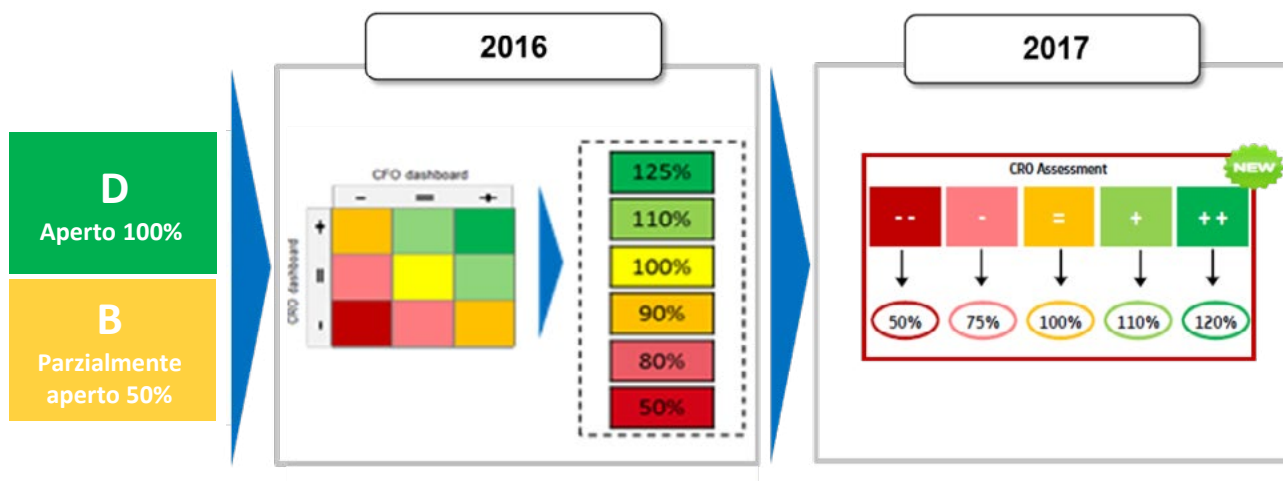 2016
2017
D
Aperto 100%
B
Parzialmente
aperto 50%
CFO dashboard
- = +
CRO dashboard
+
=
-
125%
110%
100%
90%
80%
50%
NEW
CRO Assessment
-- - = + ++
50% 75% 100% 110% 120%